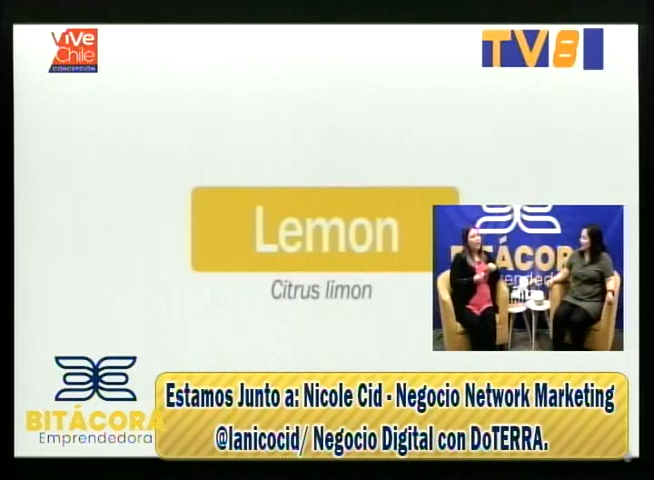 ViVe
Chile
CONCEPCIÓN
TV8
Lemon
Citrus limon
BITÁCORA
Emprendedora
BITÁCORA
Emprendedora
Estamos Junto a: Nicole Cid - Negocio Network Marketing
@lanicocid/ Negocio Digital con DoTERRA.